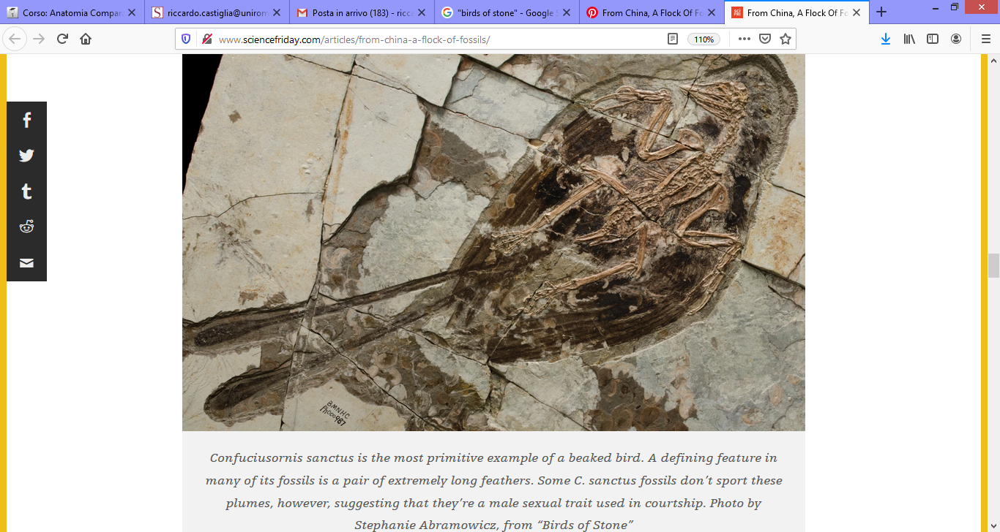 Corso: Anatomia Compar
riccardo.castiglia@unirom
Posta in arrivo (183) - ricca
"birds of stone" - Google S
From China, A Flock Of Fo
From China, A Flock Of Fo
www.sciencefriday.com/articles/from-china-a-flock-of-fossils/
110%
BMNHC
Ph000987
Confuciusornis sanctus is the most primitive example of a beaked bird. A defining feature in
many of its fossils is a pair of extremely long feathers. Some C. sanctus fossils don't sport these
plumes, however, suggesting that they're a male sexual trait used in courtship. Photo by
Stephanie Abramowicz, from “Birds of Stone”